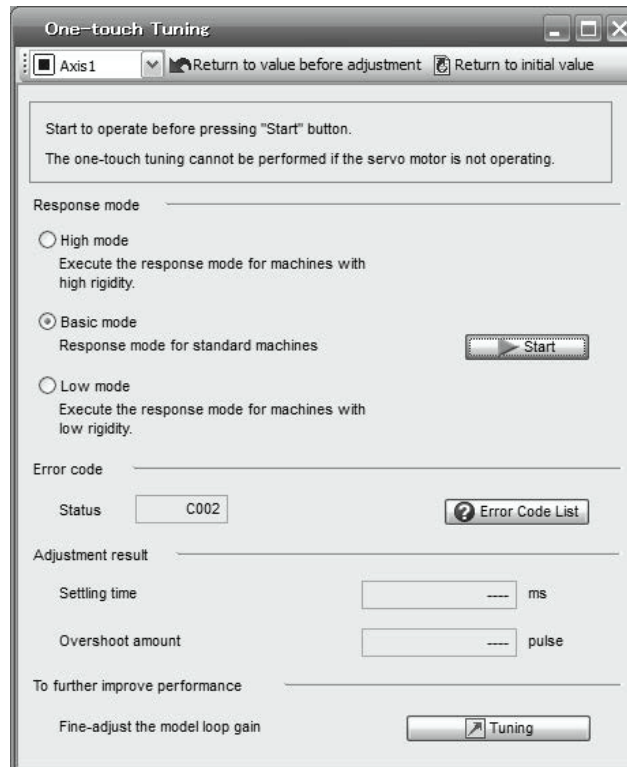 One-touch Tuning
Axis1 Return to value before adjustment Return to initial value
Start to operate before pressing "Start" button.
The one-touch tuning cannot be performed if the servo motor is not operating.
Response mode
High mode
Execute the response mode for machines with
high rigidity.
Basic mode
Response mode for standard machines
Start
Low mode
Execute the response mode for machines with
low rigidity.
Error code
Status C002 Error Code List
Adjustment result
Settling time ---- ms
Overshoot amount ---- pulse
To further improve performance
Fine-adjust the model loop gain Tuning